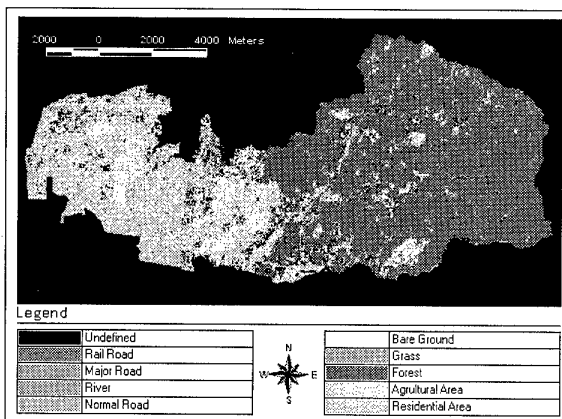 2000 0 2000 4000 Meters
Legend
Undefined
Rail Road
Major Road
River
Normal Road
N
W E
S
Bare Ground
Grass
Forest
Agrultural Area
Residential Area